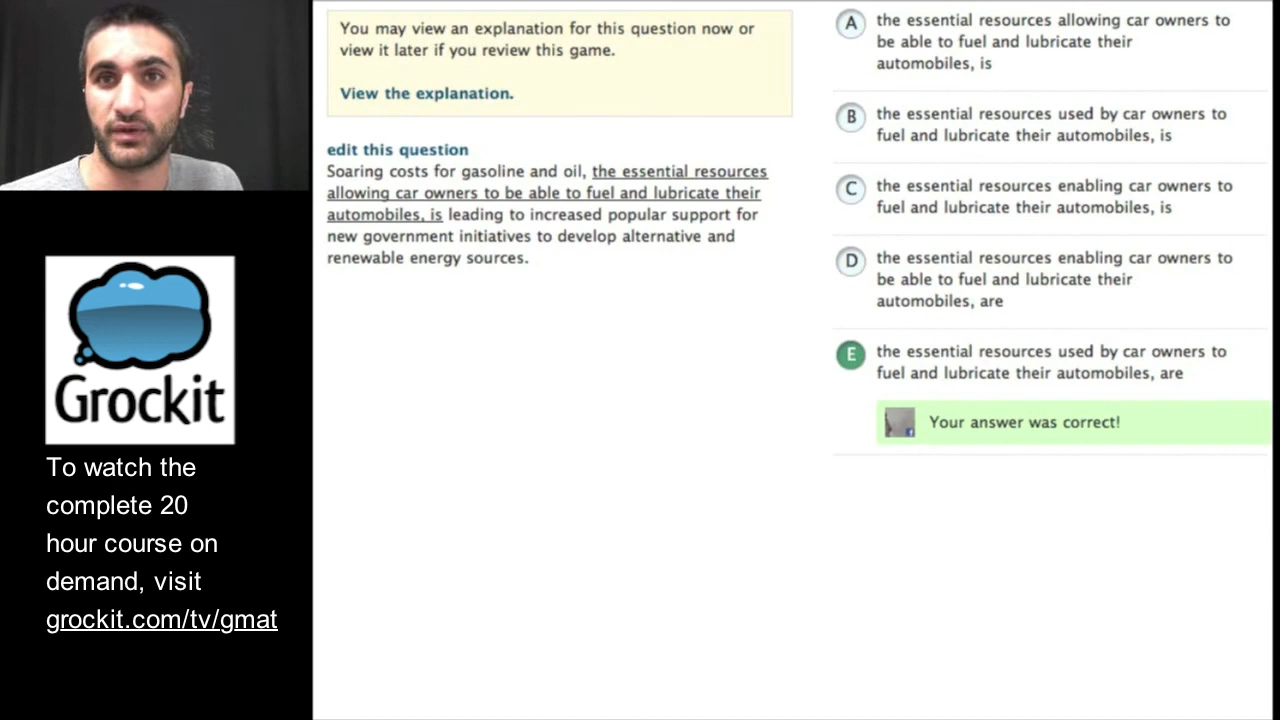 Grockit
To watch the
complete 20
hour course on
demand, visit
grockit.com/tv/gmat
You may view an explanation for this question now or
view it later if you review this game.
View the explanation.
edit this question
Soaring costs for gasoline and oil, the essential resources
allowing car owners to be able to fuel and lubricate their
automobiles, is leading to increased popular support for
new government initiatives to develop alternative and
renewable energy sources.
A the essential resources allowing car owners to
be able to fuel and lubricate their
automobiles, is
B the essential resources used by car owners to
fuel and lubricate their automobiles, is
C the essential resources enabling car owners to
fuel and lubricate their automobiles, is
D the essential resources enabling car owners to
be able to fuel and lubricate their
automobiles, are
E the essential resources used by car owners to
fuel and lubricate their automobiles, are
Your answer was correct!